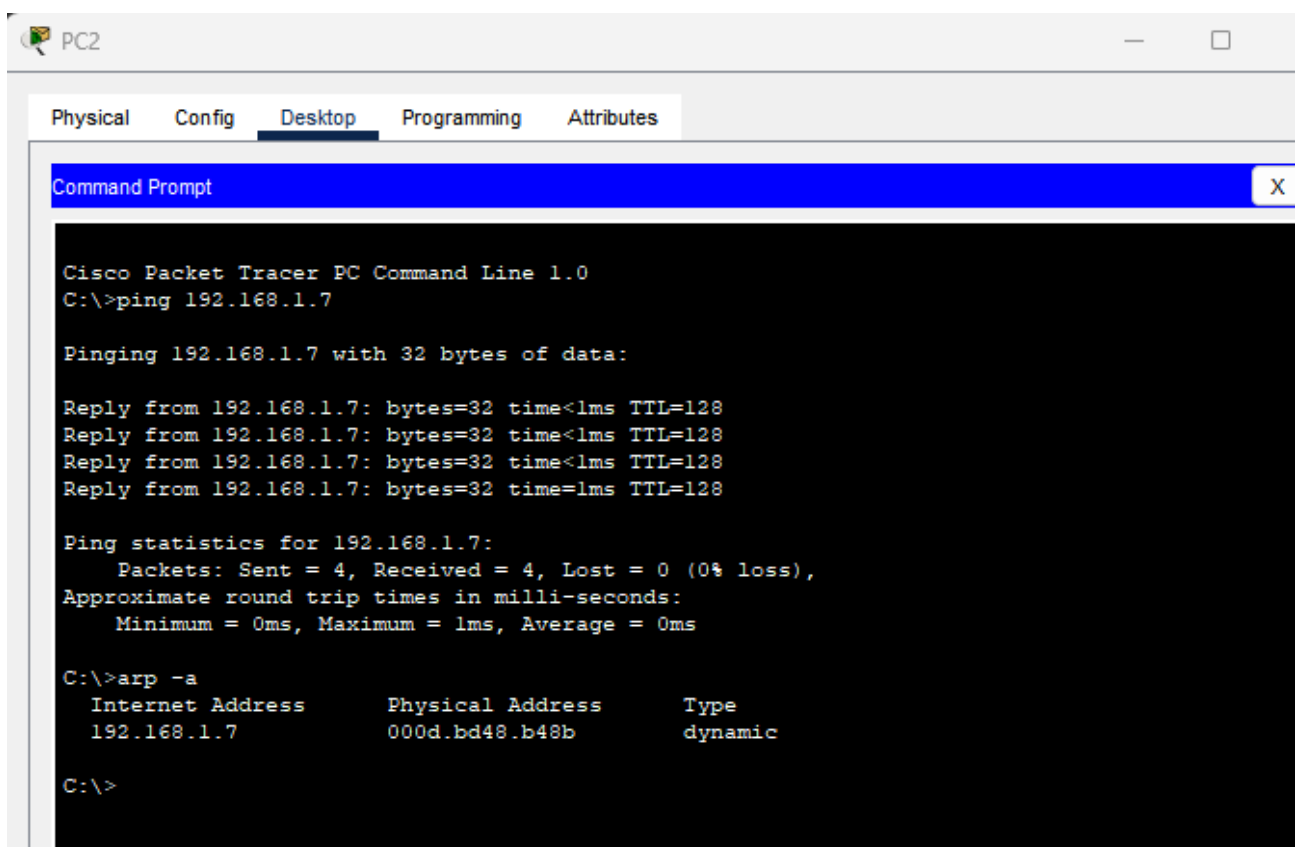 PC2
Physical Config Desktop Programming Attributes
Command Prompt
X
Cisco Packet Tracer PC Command Line 1.0
C:\>ping 192.168.1.7
Pinging 192.168.1.7 with 32 bytes of data:
Reply from 192.168.1.7: bytes=32 time<1ms TTL=128
Reply from 192.168.1.7: bytes=32 time<1ms TTL=128
Reply from 192.168.1.7: bytes=32 time<1ms TTL=128
Reply from 192.168.1.7: bytes=32 time=1ms TTL=128
Ping statistics for 192.168.1.7:
Packets: Sent = 4, Received = 4, Lost = 0 (0% loss),
Approximate round trip times in milli-seconds:
Minimum = 0ms, Maximum = 1ms, Average = 0ms
C:\>arp -a
Internet Address Physical Address Type
192.168.1.7 000d.bd48.b48b dynamic
C:\>